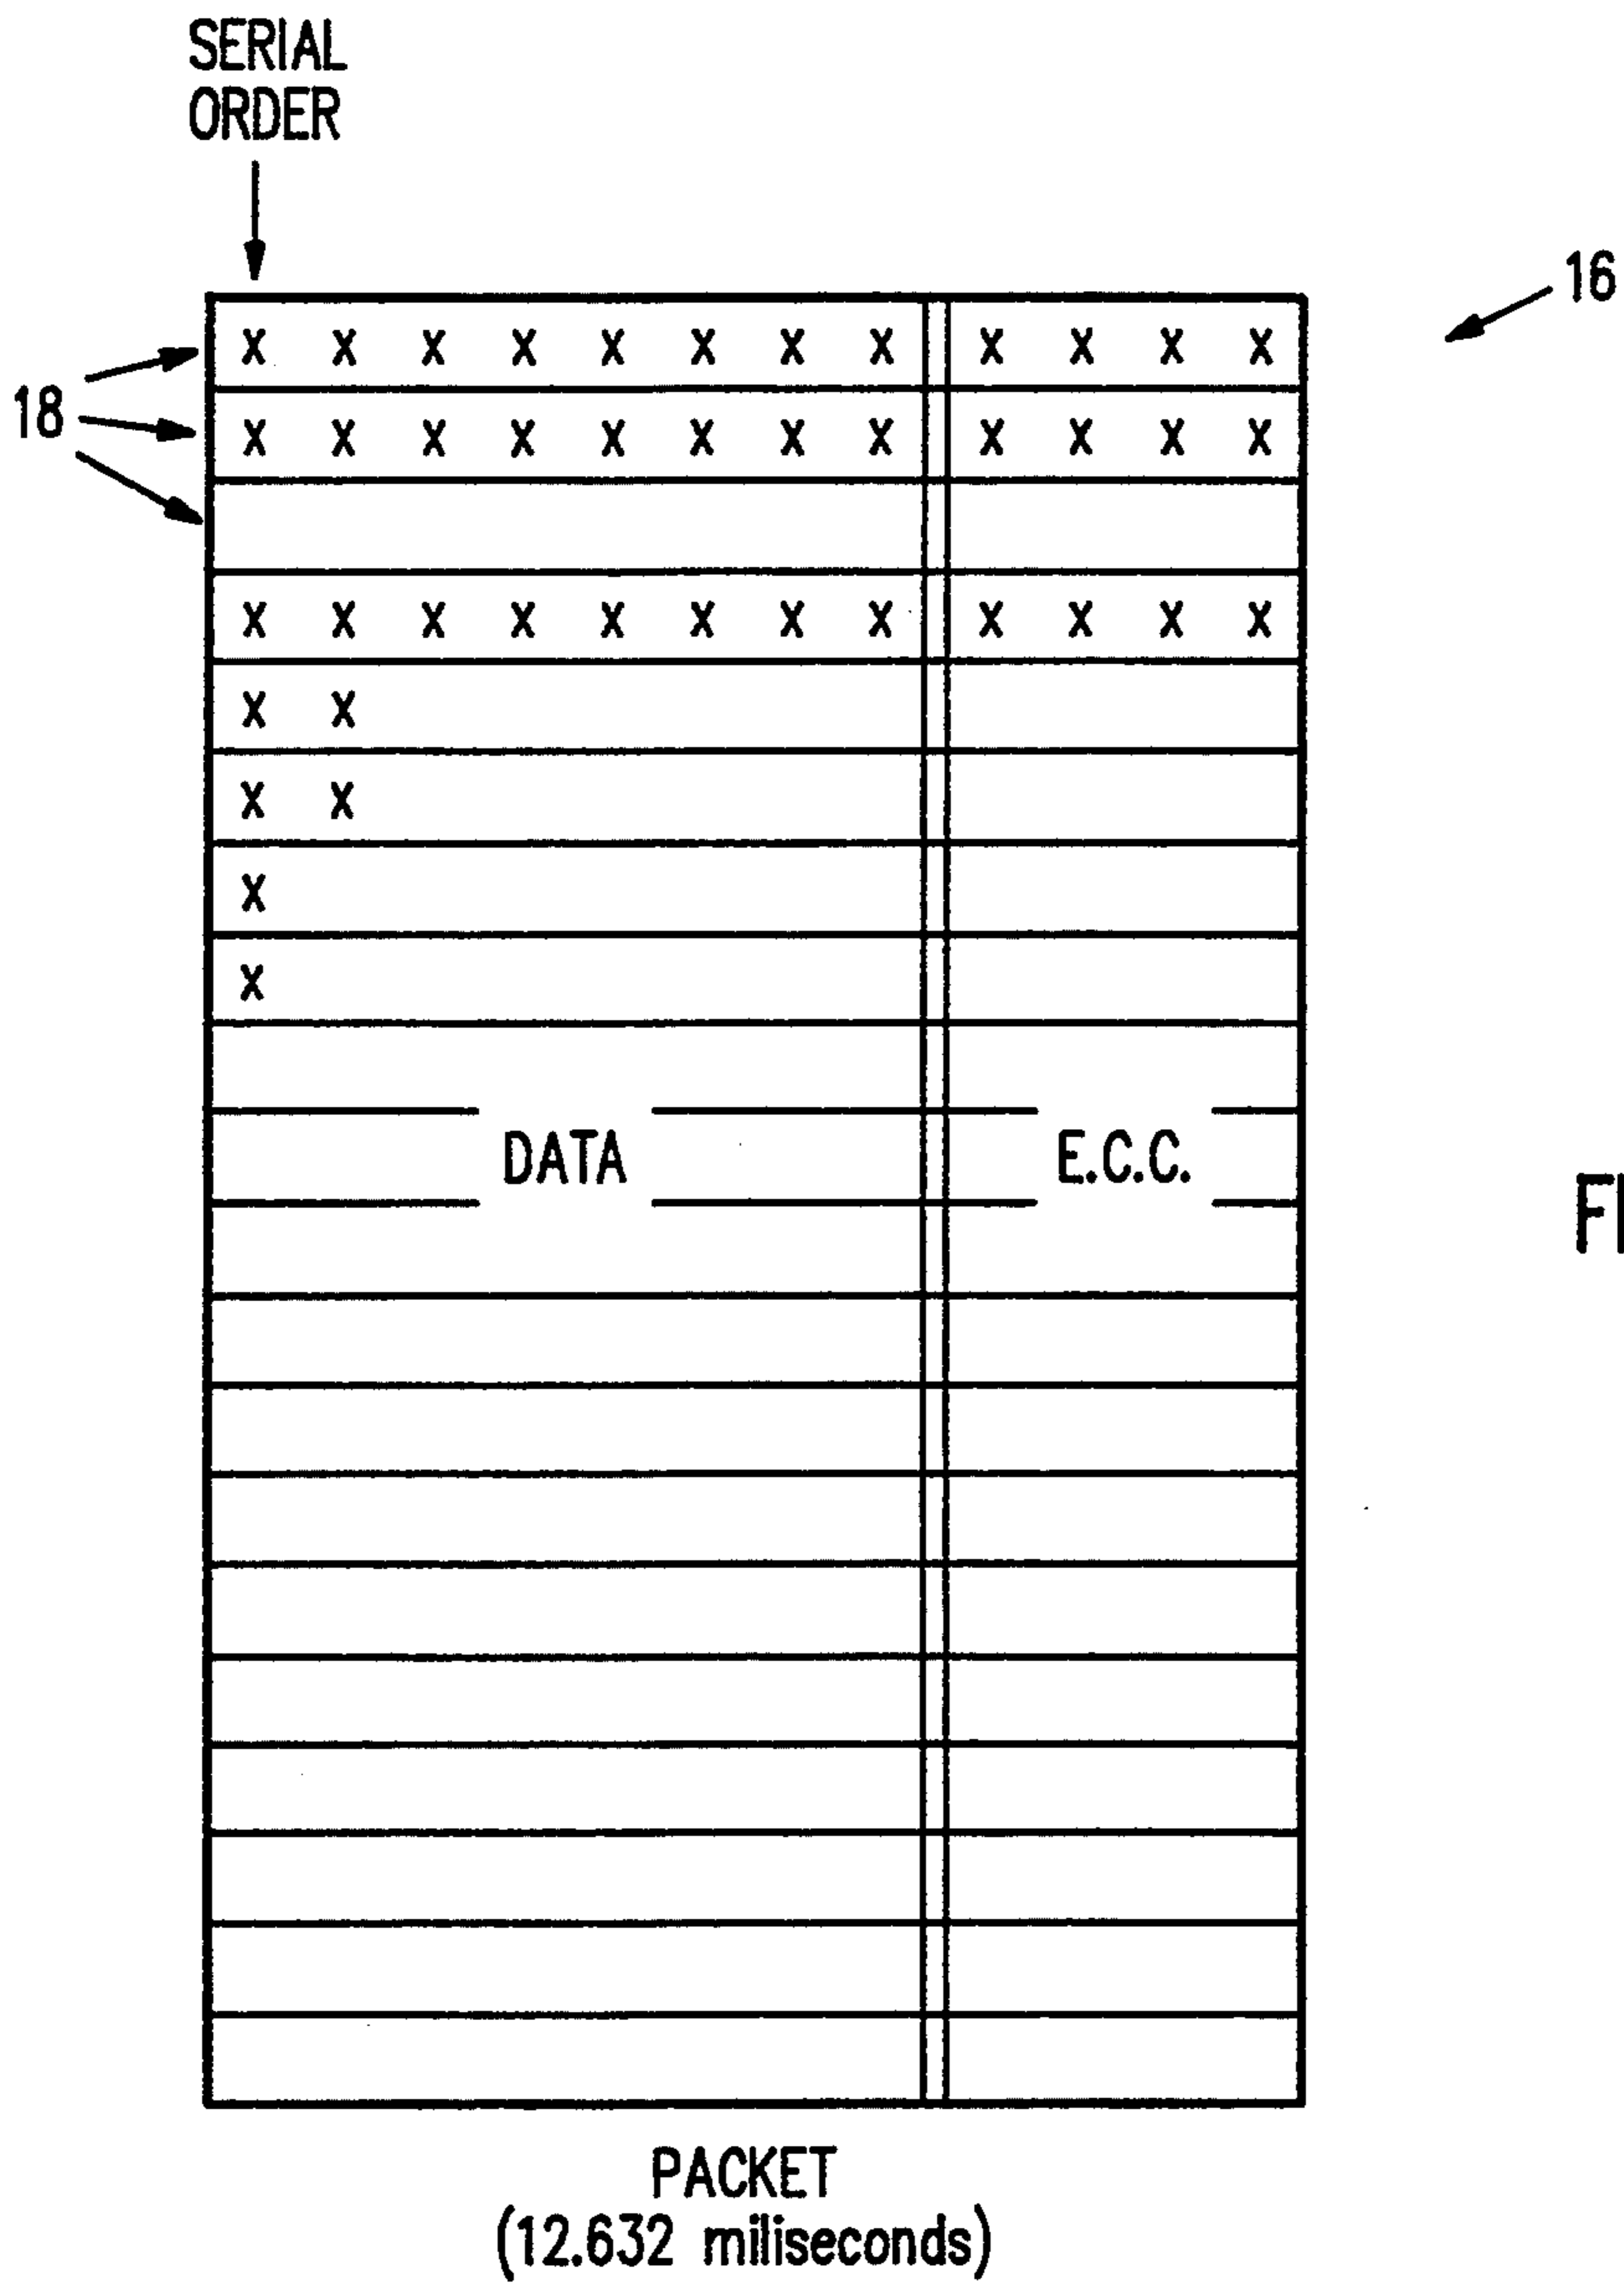 SERIAL
ORDER
16
18
X X X X X X X X X X X X
X X X X X X X X X X X X
X X X X X X X X X X X X
X X
X X
X
X
DATA E.C.C.
PACKET
(12.632 miliseconds)